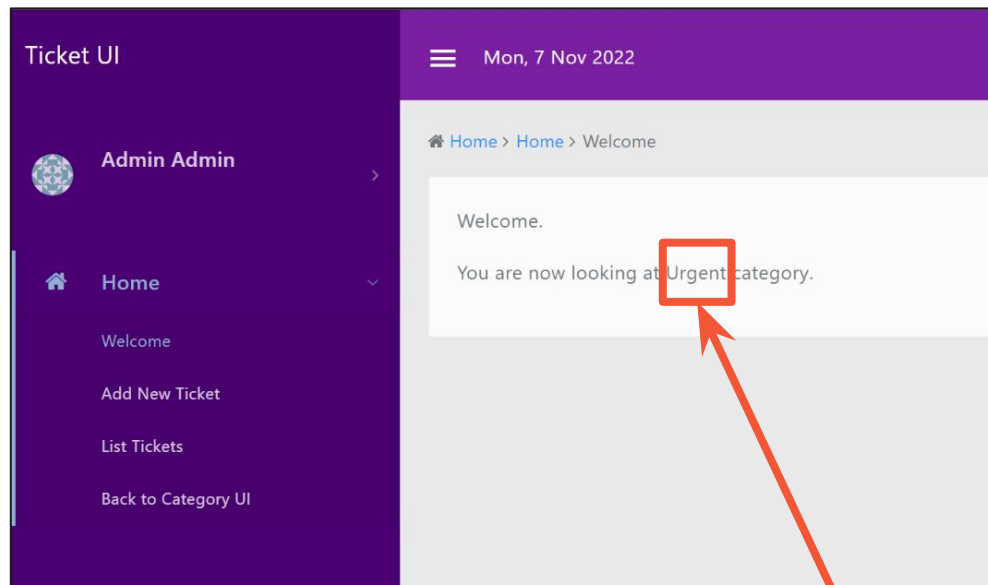 Ticket UI
Mon, 7 Nov 2022
Admin Admin
Home > Home > Welcome
Welcome.
You are now looking at Urgent category.
Home
Welcome
Add New Ticket
List Tickets
Back to Category UI